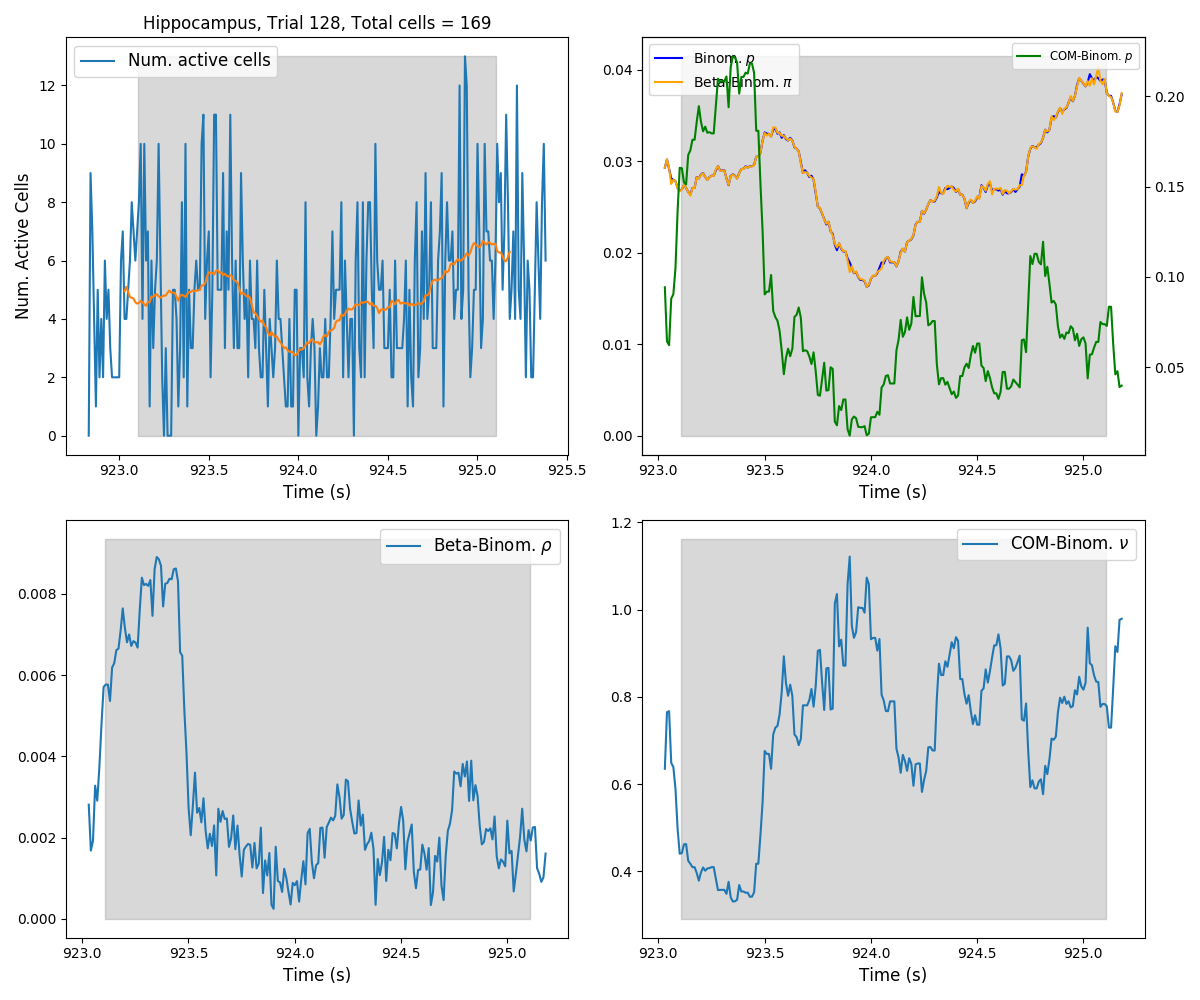 Hippocampus, Trial 128, Total cells = 169
Num. active cells
Num. Active Cells
12
10
8
6
4
2
0
923.0 923.5 924.0 924.5 925.0 925.5
Time (s)
Binom. p
Beta-Binom. π
COM-Binom. p
0.04
0.03
0.02
0.01
0.00
0.20
0.15
0.10
0.05
923.0 923.5 924.0 924.5 925.0
Time (s)
Beta-Binom. ρ
0.008
0.006
0.004
0.002
0.000
923.0 923.5 924.0 924.5 925.0
Time (s)
COM-Binom. ν
1.2
1.0
0.8
0.6
0.4
923.0 923.5 924.0 924.5 925.0
Time (s)